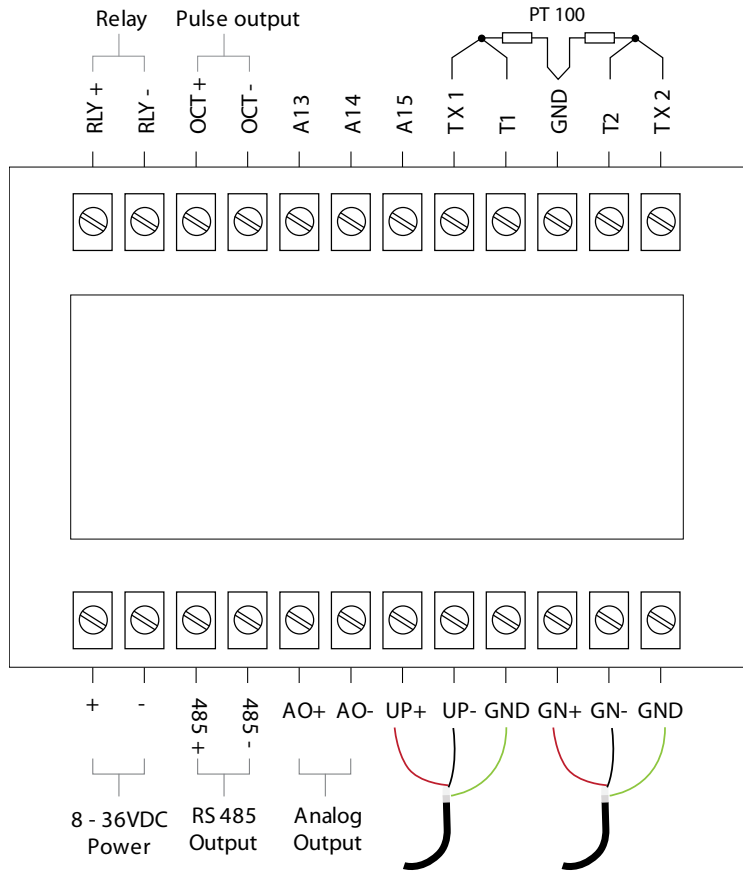 Relay Pulse output PT 100
RLY + RLY - OCT + OCT - A13 A14 A15 TX 1 T1 GND T2 TX 2
+ - 485 + 485 - AO+ AO- UP+ UP- GND GN+ GN- GND
8 - 36VDC RS 485 Analog
Power Output Output